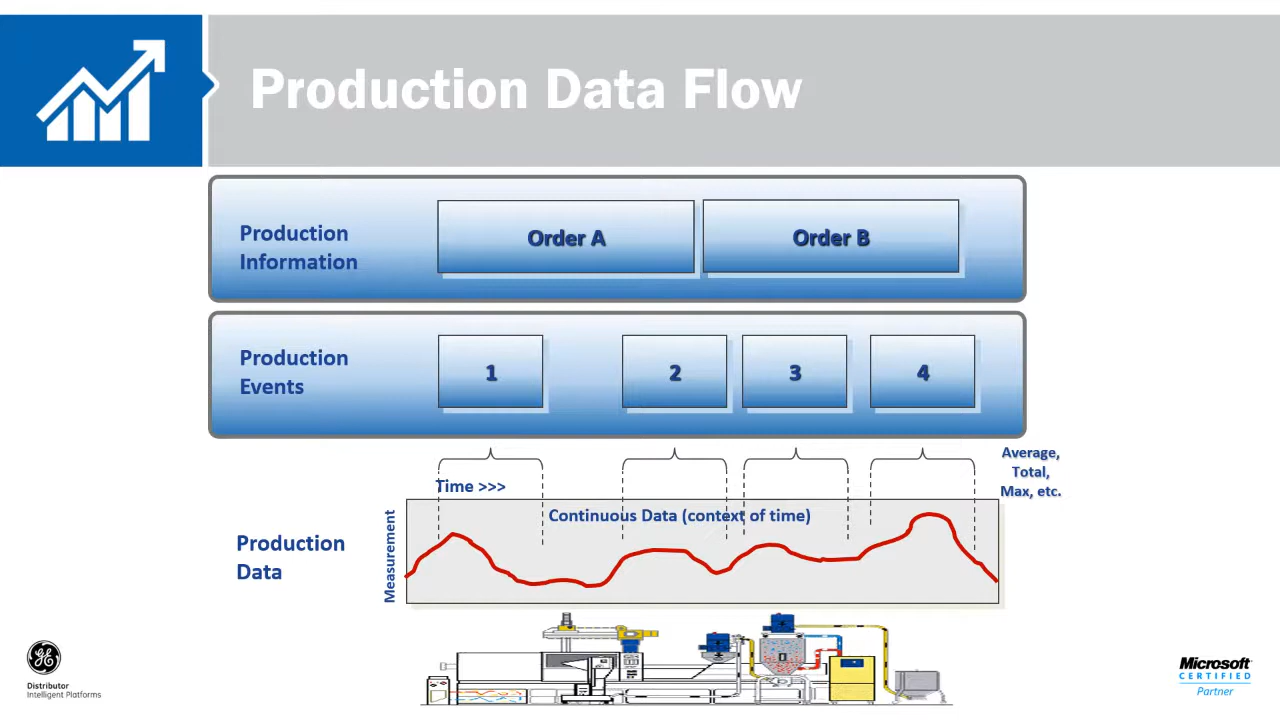 Production Data Flow
Production
Information
Order A
Order B
Production
Events
1
2
3
4
Average,
Total,
Max, etc.
Time >>>
Continuous Data (context of time)
Measurement
Production
Data
Distributor
Intelligent Platforms
Microsoft
CERTIFIED
Partner